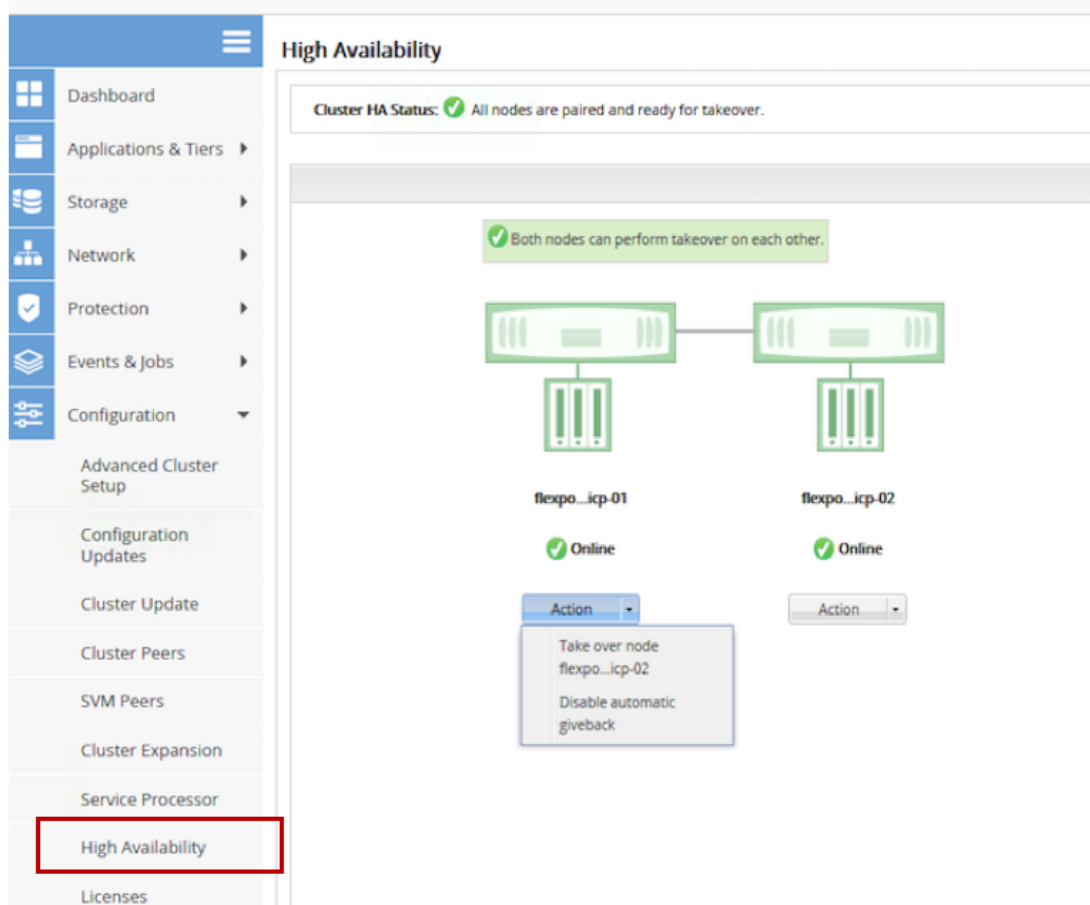 High Availability
Cluster HA Status: All nodes are paired and ready for takeover.
Dashboard
Applications & Tiers
Storage
Network
Protection
Events & Jobs
Configuration
Advanced Cluster
Setup
Configuration
Updates
Cluster Update
Cluster Peers
SVM Peers
Cluster Expansion
Service Processor
High Availability
Licenses
Both nodes can perform takeover on each other.
flexpo...icp-01
flexpo...icp-02
Online
Online
Action
Action
Take over node
flexpo...icp-02
Disable automatic
giveback